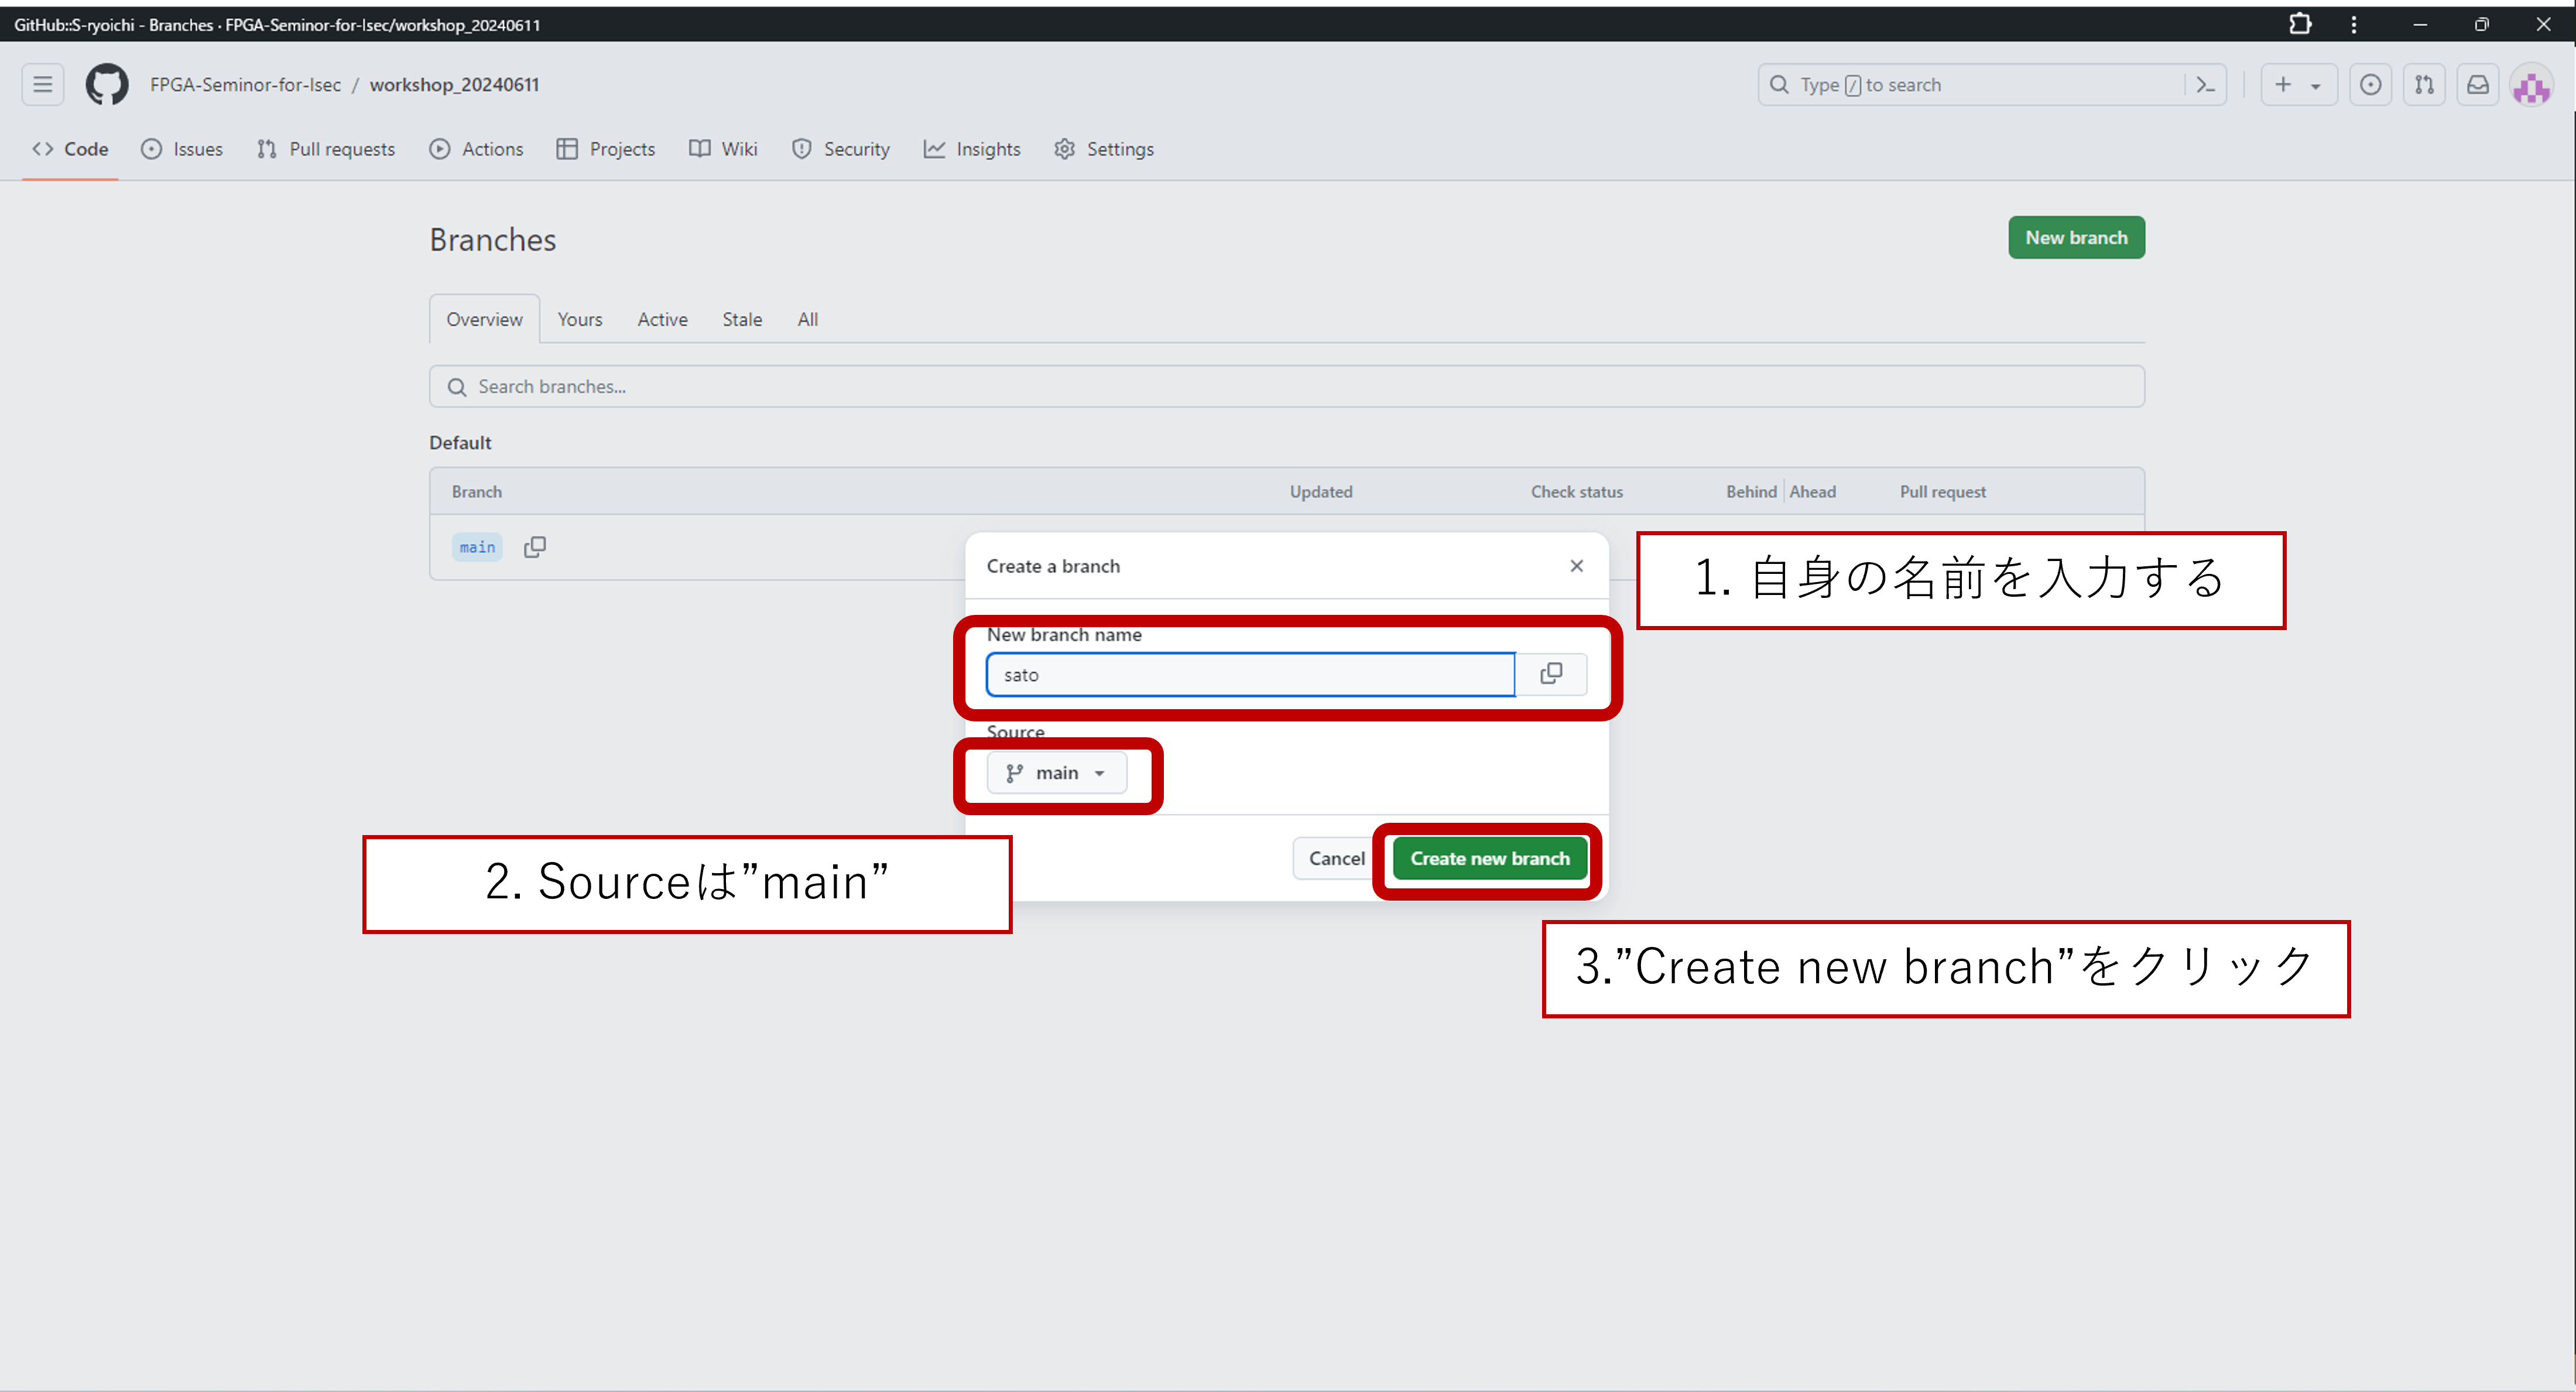 GitHub::S-ryoichi - Branches · FPGA-Seminor-for-lsec/workshop_20240611
FPGA-Seminor-for-lsec / workshop_20240611
Type / to search
Code Issues Pull requests Actions Projects Wiki Security Insights Settings
Branches
New branch
Overview Yours Active Stale All
Search branches...
Default
Branch Updated Check status Behind Ahead Pull request
main
Create a branch
1. 自身の名前を入力する
New branch name
sato
Source
main
2. Sourceは”main”
Cancel Create new branch
3.”Create new branch”をクリック